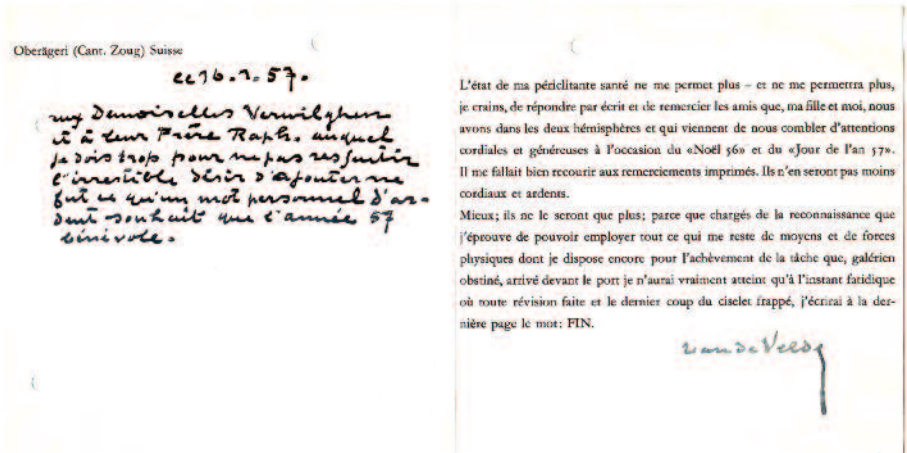 Oberägeri (Cant. Zoug) Suisse
ce 16.1.57.
aux Demoiselles Verwilghen
et à leur Frère Raph. auquel
je dois trop pour ne pas ressentir
l'irrestible désir d'ajouter ne
fut ce qu'un mot personnel d'ar-
dent souhait que l'année 57
bénévole.
L'état de ma périclitante santé ne me permet plus – et ne me permettra plus,
je crains, de répondre par écrit et de remercier les amis que, ma fille et moi, nous
avons dans les deux hémisphères et qui viennent de nous combler d'attentions
cordiales et généreuses à l'occasion du «Noël 56» et du «Jour de l'an 57».
Il me fallait bien recourir aux remerciements imprimés. Ils n'en seront pas moins
cordiaux et ardents.
Mieux; ils ne le seront que plus; parce que chargés de la reconnaissance que
j'éprouve de pouvoir employer tout ce qui me reste de moyens et de forces
physiques dont je dispose encore pour l'achèvement de la tâche que, galérien
obstiné, arrivé devant le port je n'aurai vraiment atteint qu'à l'instant fatidique
où toute révision faite et le dernier coup du ciselet frappé, j'écrirai à la der-
nière page le mot: FIN.
van de Velde